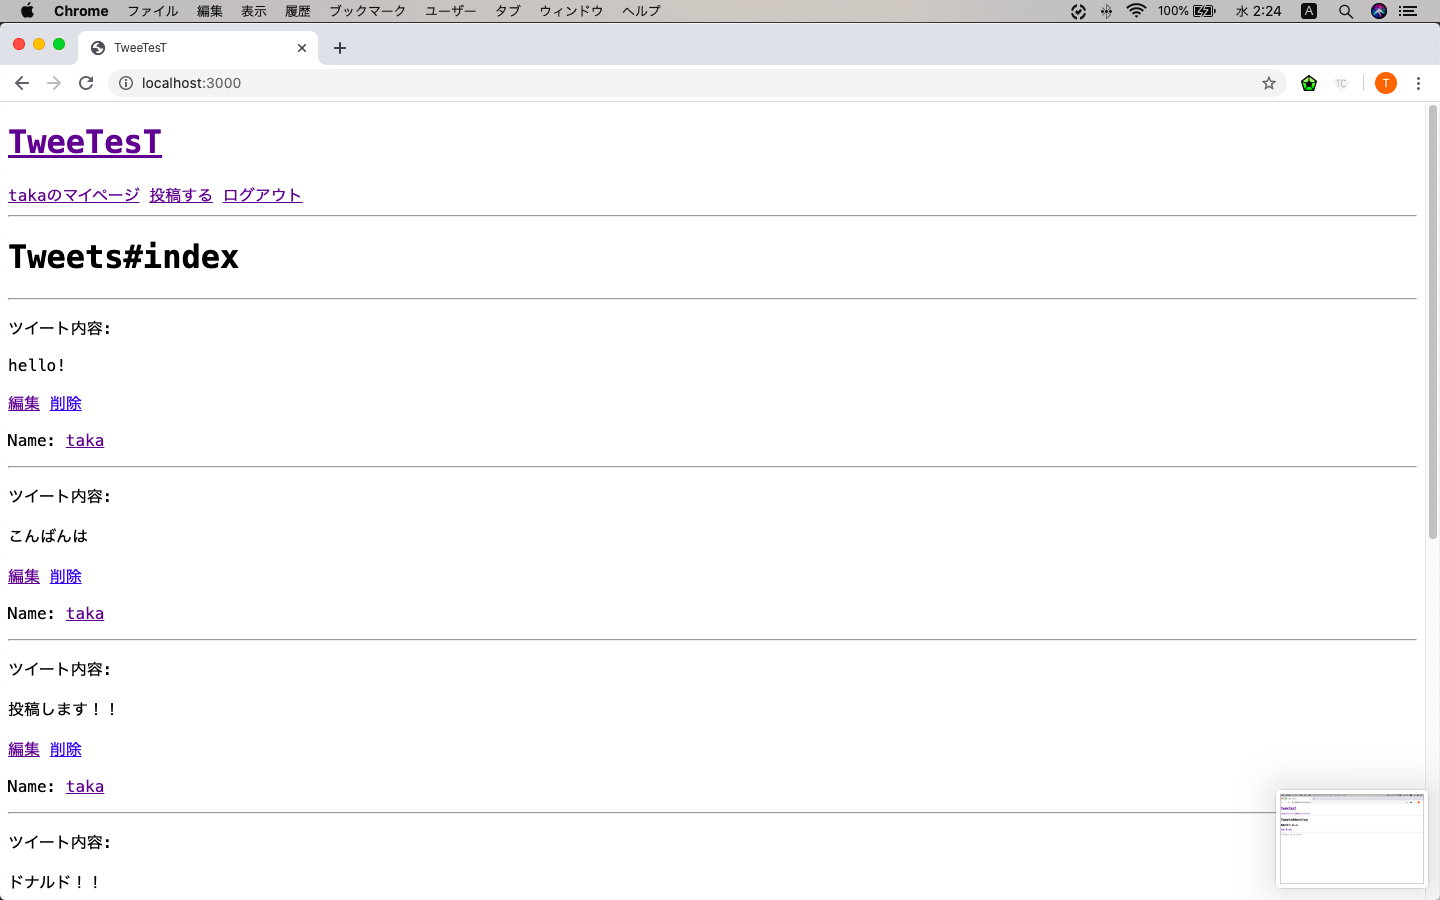 Chrome ファイル 編集 表示 履歴 ブックマーク ユーザー タブ ウィンドウ ヘルプ 100% 水 2:24 A
TweeTesT
localhost:3000 TC T
TweeTesT
takaのマイページ 投稿する ログアウト
Tweets#index
ツイート内容:
hello!
編集 削除
Name: taka
ツイート内容:
こんばんは
編集 削除
Name: taka
ツイート内容:
投稿します！！
編集 削除
Name: taka
ツイート内容:
ドナルド！！
TweeTesT
Tweets#destroy